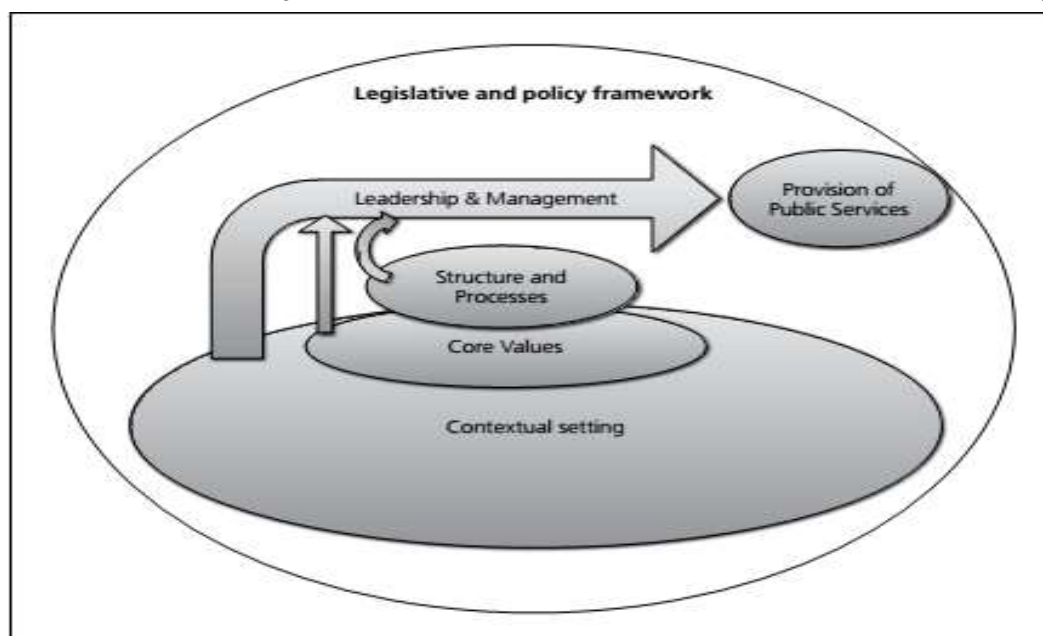 Legislative and policy framework
Leadership & Management
Provision of
Public Services
Structure and
Processes
Core Values
Contextual setting